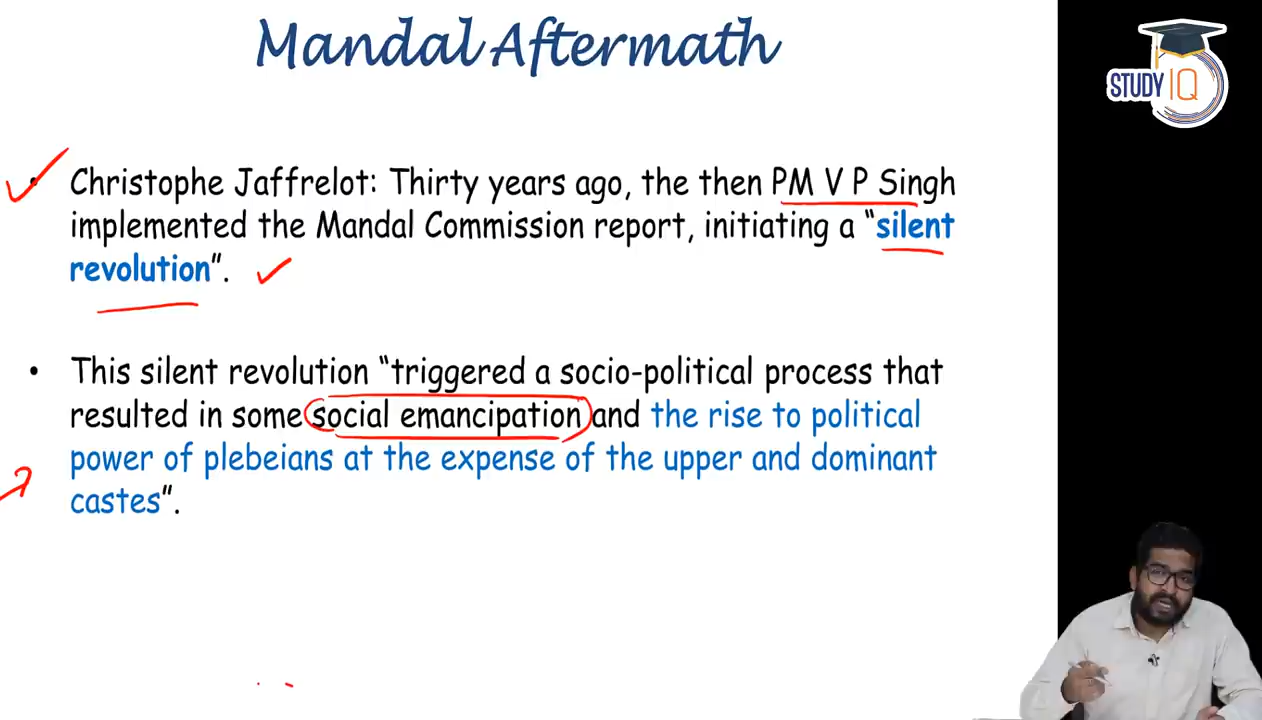 Mandal Aftermath
STUDY IQ
• Christophe Jaffrelot: Thirty years ago, the then PM V P Singh
implemented the Mandal Commission report, initiating a “silent
revolution”.
• This silent revolution “triggered a socio-political process that
resulted in some social emancipation and the rise to political
power of plebeians at the expense of the upper and dominant
castes”.